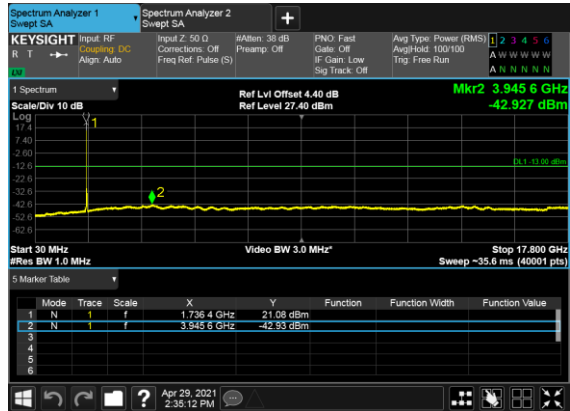 Spectrum Analyzer 1
Swept SA
Spectrum Analyzer 2
Swept SA
+
KEYSIGHT
R T
LU
Input: RF
Coupling: DC
Align: Auto
Input Z: 50 Ω
Corrections: Off
Freq Ref: Pulse (S)
#Atten: 38 dB
Preamp: Off
PNO: Fast
Gate: Off
IF Gain: Low
Sig Track: Off
Avg Type: Power (RMS)
Avg|Hold: 100/100
Trig: Free Run
1 2 3 4 5 6
A W W W W W
A N N N N N
1 Spectrum
Scale/Div 10 dB
Ref Lvl Offset 4.40 dB
Ref Level 27.40 dBm
Mkr2 3.945 6 GHz
-42.927 dBm
Log
17.4
7.40
-2.60
-12.6
-22.6
-32.6
-42.6
-52.6
-62.6
1
2
DL1 -13.00 dBm
Start 30 MHz
#Res BW 1.0 MHz
Video BW 3.0 MHz*
Stop 17.800 GHz
Sweep ~35.6 ms (40001 pts)
5 Marker Table
Mode Trace Scale X Y Function Function Width Function Value
1 N 1 f 1.736 4 GHz 21.08 dBm
2 N 1 f 3.945 6 GHz -42.93 dBm
3
4
5
6
?
Apr 29, 2021
2:35:12 PM